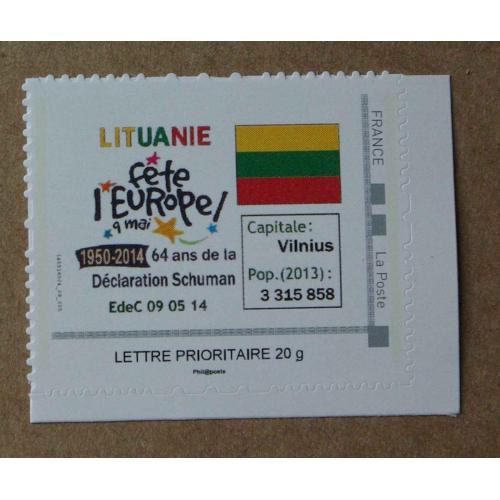 LITUANIE
fête
l'EUROPE!
9 mai
1950-2014 64 ans de la
Déclaration Schuman
EdeC 09 05 14
Capitale:
Vilnius
Pop.(2013) :
3 315 858
FRANCE
La Poste
LETTRE PRIORITAIRE 20 g
Phil@poste